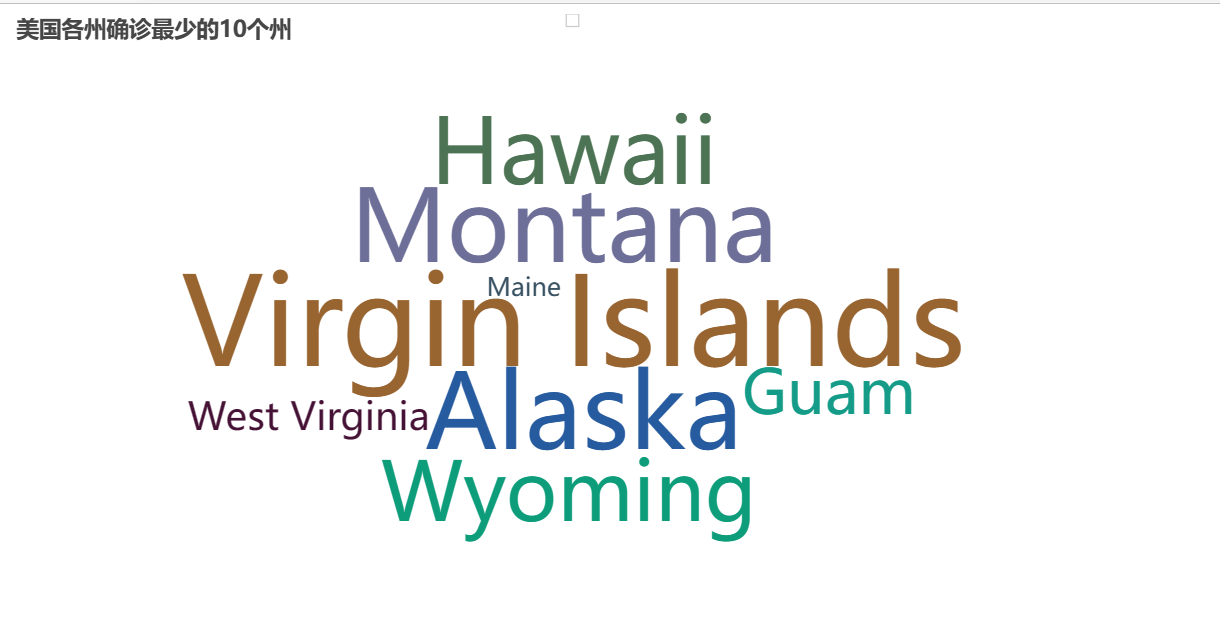 美国各州确诊最少的10个州
Hawaii
Montana
Maine
Virgin Islands
Guam
West Virginia
Alaska
Wyoming